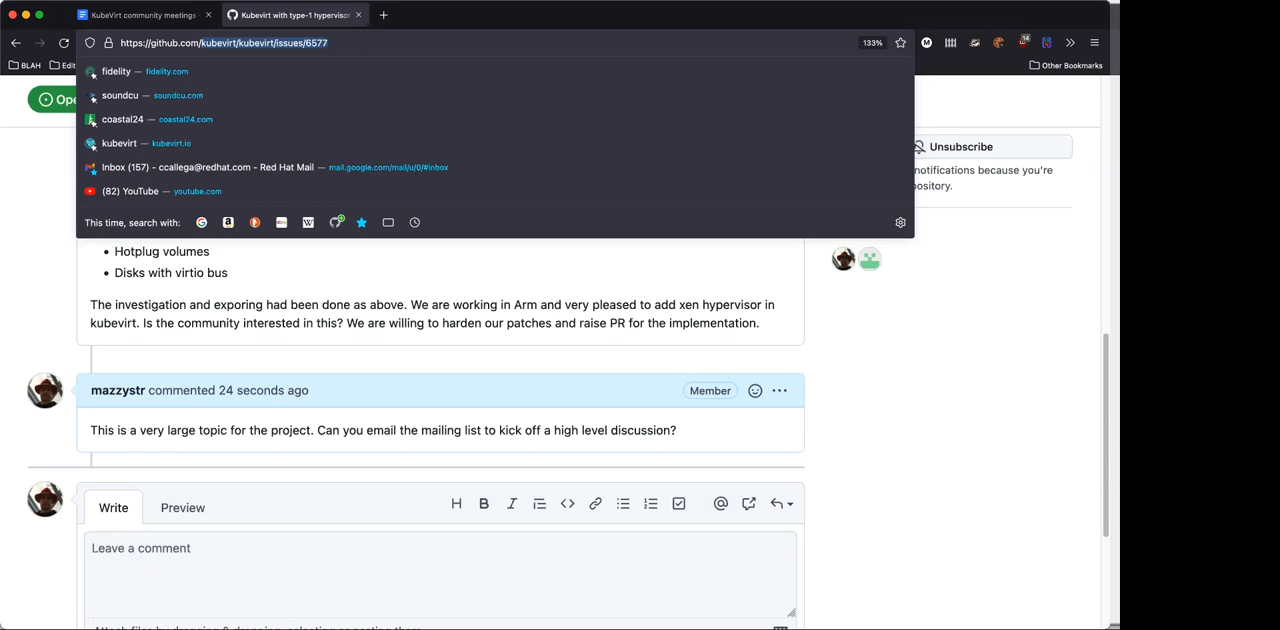 KubeVirt community meetings
Kubevirt with type-1 hypervisor
https://github.com/kubevirt/kubevirt/issues/6577
133%
14
BLAH
Edit
Other Bookmarks
fidelity — fidelity.com
soundcu — soundcu.com
coastal24 — coastal24.com
kubevirt — kubevirt.io
Inbox (157) - ccallega@redhat.com - Red Hat Mail — mail.google.com/mail/u/0/#inbox
(82) YouTube — youtube.com
This time, search with:
Ope
Unsubscribe
notifications because you're
Hotplug volumes
Disks with virtio bus
The investigation and exporing had been done as above. We are working in Arm and very pleased to add xen hypervisor in
kubevirt. Is the community interested in this? We are willing to harden our patches and raise PR for the implementation.
mazzystr commented 24 seconds ago
Member
This is a very large topic for the project. Can you email the mailing list to kick off a high level discussion?
Write
Preview
Leave a comment